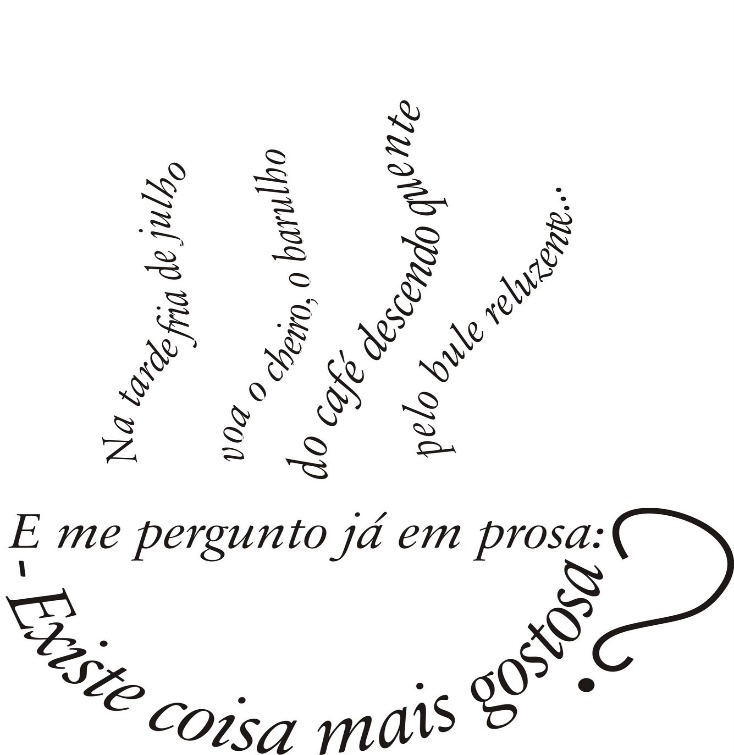 Na tarde fria de julho
voa o cheiro, o barulho
do café descendo quente
pelo bule reluzente...
E me pergunto já em prosa:
- Existe coisa mais gostosa?